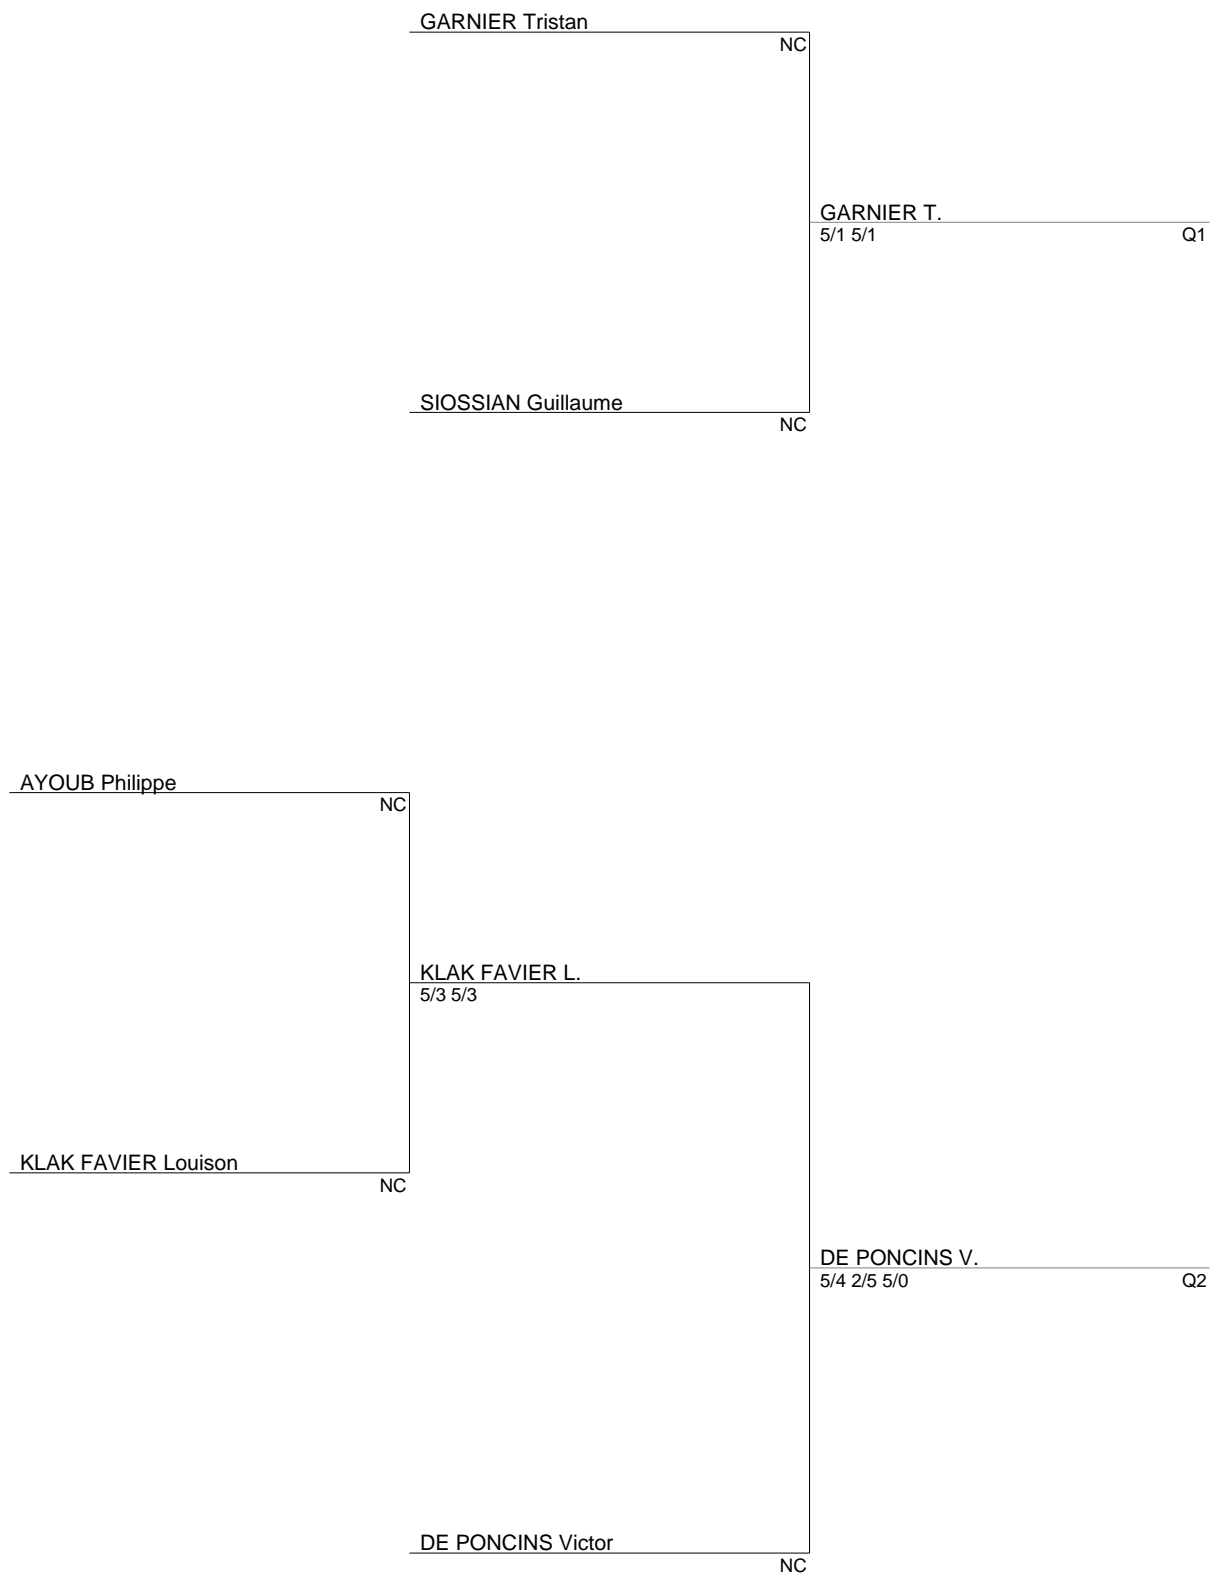 GARNIER Tristan
NC
GARNIER T.
5/1 5/1
Q1
SIOSSIAN Guillaume
NC
AYOUB Philippe
NC
KLAK FAVIER L.
5/3 5/3
KLAK FAVIER Louison
NC
DE PONCINS V.
5/4 2/5 5/0
Q2
DE PONCINS Victor
NC